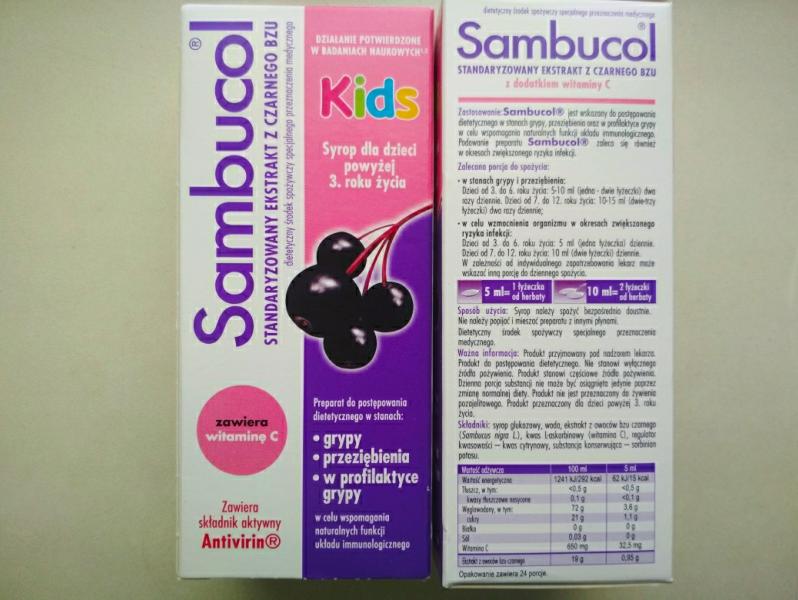 Sambucol®
STANDARYZOWANY EKSTRAKT Z CZARNEGO BZU
dietetyczny środek spożywczy specjalnego przeznaczenia medycznego
zawiera
witaminę C
Zawiera
składnik aktywny
Antivirin®
DZIAŁANIE POTWIERDZONE
W BADANIACH NAUKOWYCH¹,²
Kids
Syrop dla dzieci
powyżej
3. roku życia
Preparat do postępowania
dietetycznego w stanach:
• grypy
• przeziębienia
• w profilaktyce
grypy
w celu wspomagania
naturalnych funkcji
układu immunologicznego
dietetyczny środek spożywczy specjalnego przeznaczenia medycznego
Sambucol®
STANDARYZOWANY EKSTRAKT Z CZARNEGO BZU
z dodatkiem witaminy C
Zastosowanie: Sambucol® jest wskazany do postępowania
dietetycznego w stanach grypy, przeziębienia oraz w profilaktyce grypy
w celu wspomagania naturalnych funkcji układu immunologicznego.
Podawanie preparatu Sambucol® zaleca się również
w okresach zwiększonego ryzyka infekcji.
Zalecana porcja do spożycia:
• w stanach grypy i przeziębienia:
Dzieci od 3. do 6. roku życia: 5-10 ml (jedna - dwie łyżeczki) dwa
razy dziennie. Dzieci od 7. do 12. roku życia: 10-15 ml (dwie-trzy
łyżeczki) dwa razy dziennie;
• w celu wzmocnienia organizmu w okresach zwiększonego
ryzyka infekcji:
Dzieci od 3. do 6. roku życia: 5 ml (jedna łyżeczka) dziennie.
Dzieci od 7. do 12. roku życia: 10 ml (dwie łyżeczki) dziennie.
W zależności od indywidualnego zapotrzebowania lekarz może
wskazać inną porcję do dziennego spożycia.
5 ml= 1 łyżeczka od herbaty 10 ml= 2 łyżeczki od herbaty
Sposób użycia: Syrop należy spożyć bezpośrednio doustnie.
Nie należy popijać i mieszać preparatu z innymi płynami.
Dietetyczny środek spożywczy specjalnego przeznaczenia
medycznego.
Ważna informacja: Produkt przyjmowany pod nadzorem lekarza.
Produkt do postępowania dietetycznego. Nie stanowi wyłącznego
źródła pożywienia. Produkt stanowi częściowe źródło pożywienia.
Dzienna porcja substancji nie może być osiągnięta jedynie poprzez
zmianę normalnej diety. Produkt nie jest przeznaczony do żywienia
pozajelitowego. Produkt przeznaczony dla dzieci powyżej 3. roku
życia.
Składniki: syrop glukozowy, woda, ekstrakt z owoców bzu czarnego
(Sambucus nigra L.), kwas L-askorbinowy (witamina C), regulator
kwasowości – kwas cytrynowy, substancja konserwująca – sorbinian
potasu.
Wartość odżywcza 100 ml 5 ml
Wartość energetyczna 1241 kJ/292 kcal 62 kJ/15 kcal
Tłuszcz, w tym: <0,5 g <0,5 g
kwasy tłuszczowe nasycone 0,1 g <0,1 g
Węglowodany, w tym: 72 g 3,6 g
cukry 21 g 1,1 g
Białka 0 g 0 g
Sól 0,03 g 0 g
Witamina C 650 mg 32,5 mg
Ekstrakt z owoców bzu czarnego 19 g 0,95 g
Opakowanie zawiera 24 porcje.